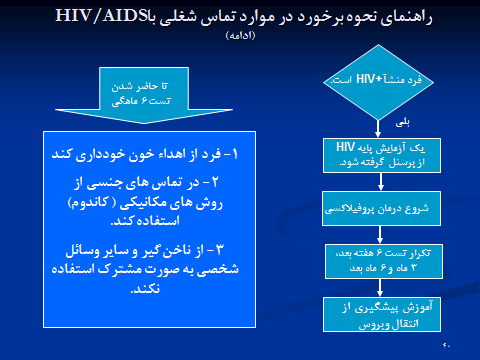 راهنمای نحوه برخورد در موارد تماس شغلی با HIV/AIDS
(ادامه)
فرد منشأ HIV+ است.
بلی
یک آزمایش پایه HIV
از پرسنل گرفته شود.
شروع درمان پروفیلاکسی
تکرار تست ۶ هفته بعد،
۳ ماه و ۶ ماه بعد
آموزش پیشگیری از
انتقال ویروس
تا حاضر شدن
تست ۶ ماهگی
۱- فرد از اهداء خون خودداری کند
۲- در تماس های جنسی از
روش های مکانیکی ( کاندوم)
استفاده کند.
۳- از ناخن گیر و سایر وسائل
شخصی به صورت مشترک استفاده
نکند.
۴۰